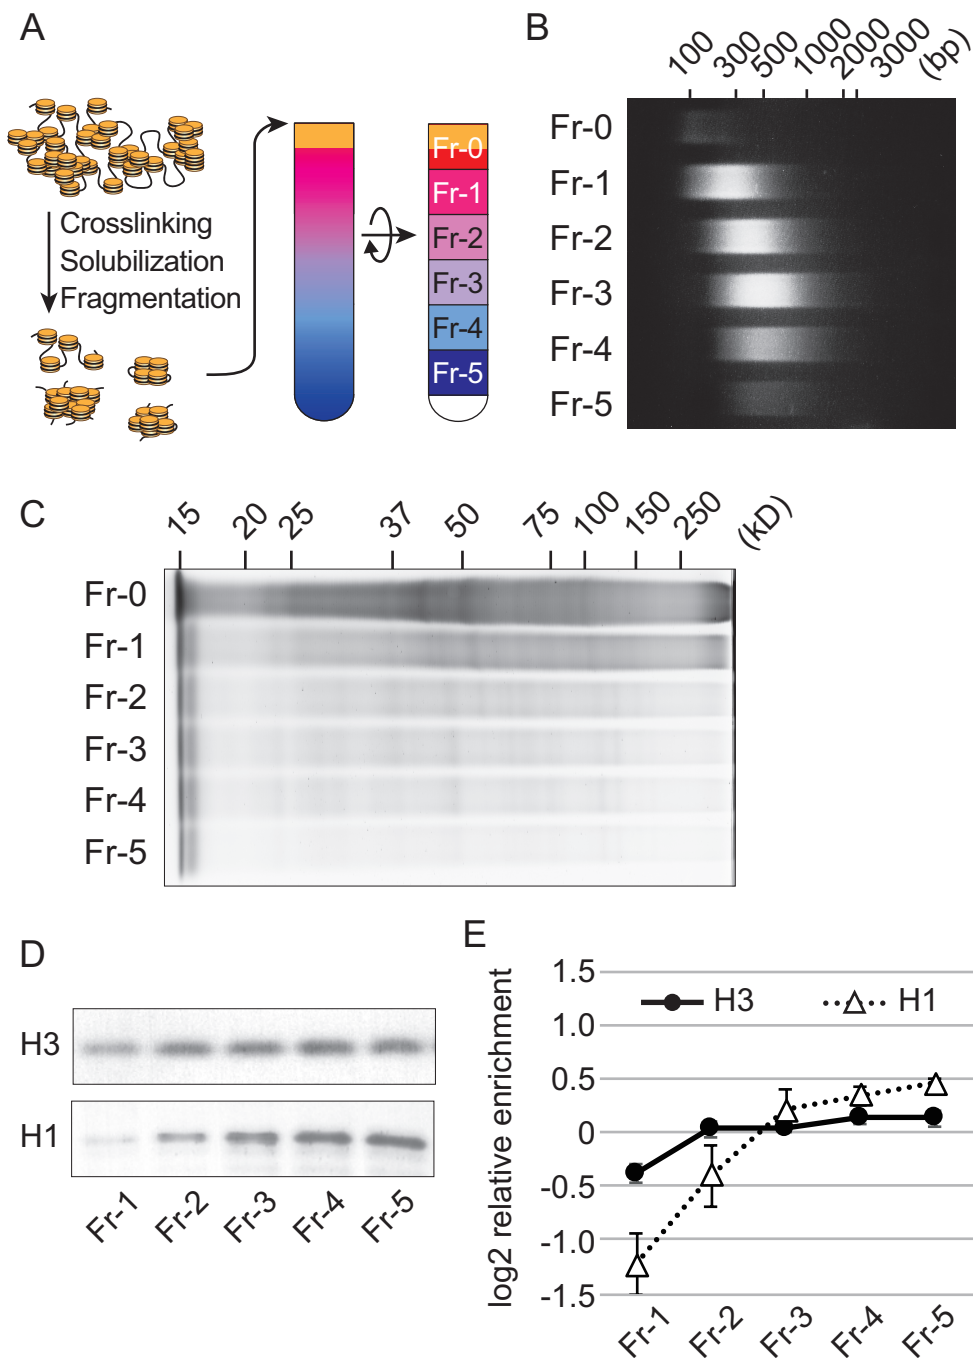 A
Crosslinking
Solubilization
Fragmentation
Fr-0
Fr-1
Fr-2
Fr-3
Fr-4
Fr-5
B
100
300
500
1000
2000
3000
(bp)
Fr-0
Fr-1
Fr-2
Fr-3
Fr-4
Fr-5
C
15
20
25
37
50
75
100
150
250
(kD)
Fr-0
Fr-1
Fr-2
Fr-3
Fr-4
Fr-5
D
H3
H1
Fr-1
Fr-2
Fr-3
Fr-4
Fr-5
E
log2 relative enrichment
1.5
1.0
0.5
0
-0.5
-1.0
-1.5
H3
H1
Fr-1
Fr-2
Fr-3
Fr-4
Fr-5